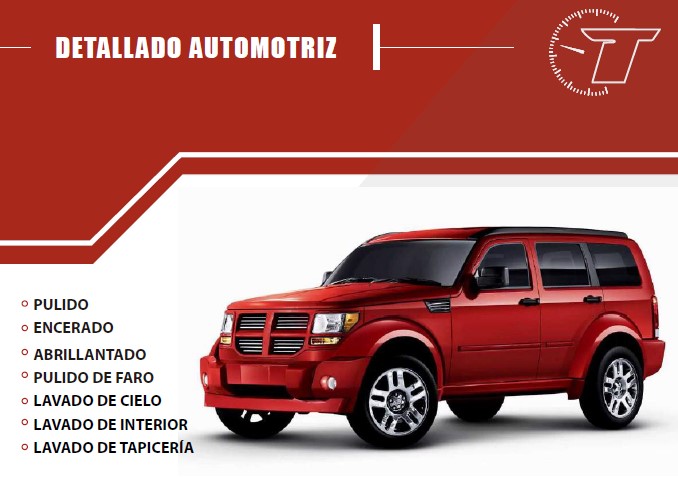 DETALLADO AUTOMOTRIZ
T
PULIDO
ENCERADO
ABRILLANTADO
PULIDO DE FARO
LAVADO DE CIELO
LAVADO DE INTERIOR
LAVADO DE TAPICERÍA